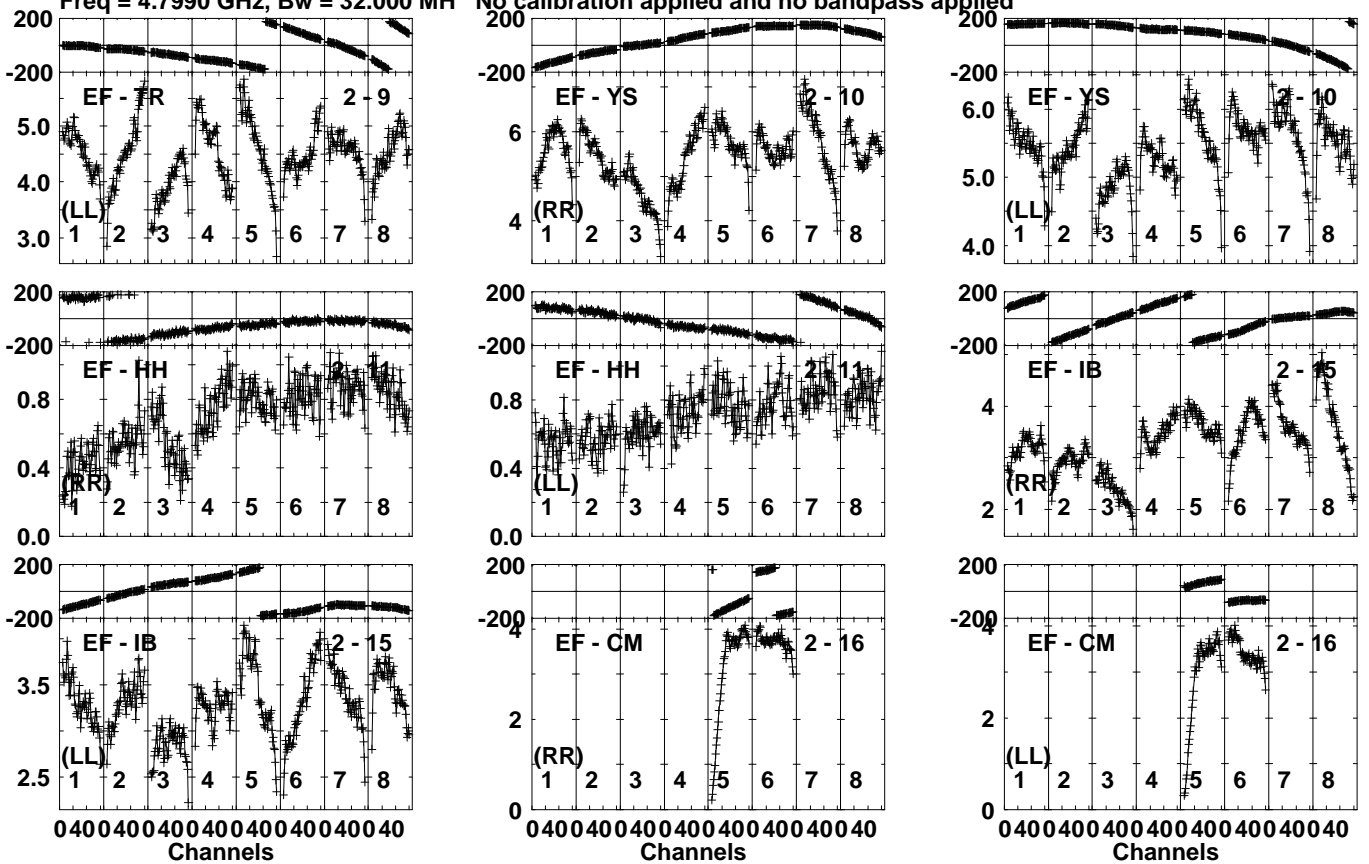 Freq = 4.7990 GHz, Bw = 32.000 MH No calibration applied and no bandpass applied
-200
EF - TR 2 - 9
5.0
4.0
3.0
(LL)
1 2 3 4 5 6 7 8
-200
EF - YS 2 - 10
6
4
(RR)
1 2 3 4 5 6 7 8
-200
EF - YS 2 - 10
6.0
5.0
4.0
(LL)
1 2 3 4 5 6 7 8
200
-200
EF - HH 2 - 11
0.8
0.4
0.0
(RR)
1 2 3 4 5 6 7 8
200
-200
EF - HH 2 - 11
0.8
0.4
0.0
(LL)
1 2 3 4 5 6 7 8
200
-200
EF - IB 2 - 15
4
2
(RR)
1 2 3 4 5 6 7 8
200
-200
EF - IB 2 - 15
3.5
2.5
(LL)
1 2 3 4 5 6 7 8
0 40 0 40 0 40 0 40 0 40 0 40 0 40 0 40
Channels
200
-200
EF - CM 2 - 16
4
2
0
(RR)
1 2 3 4 5 6 7 8
0 40 0 40 0 40 0 40 0 40 0 40 0 40 0 40
Channels
200
-200
EF - CM 2 - 16
4
2
0
(LL)
1 2 3 4 5 6 7 8
0 40 0 40 0 40 0 40 0 40 0 40 0 40 0 40
Channels